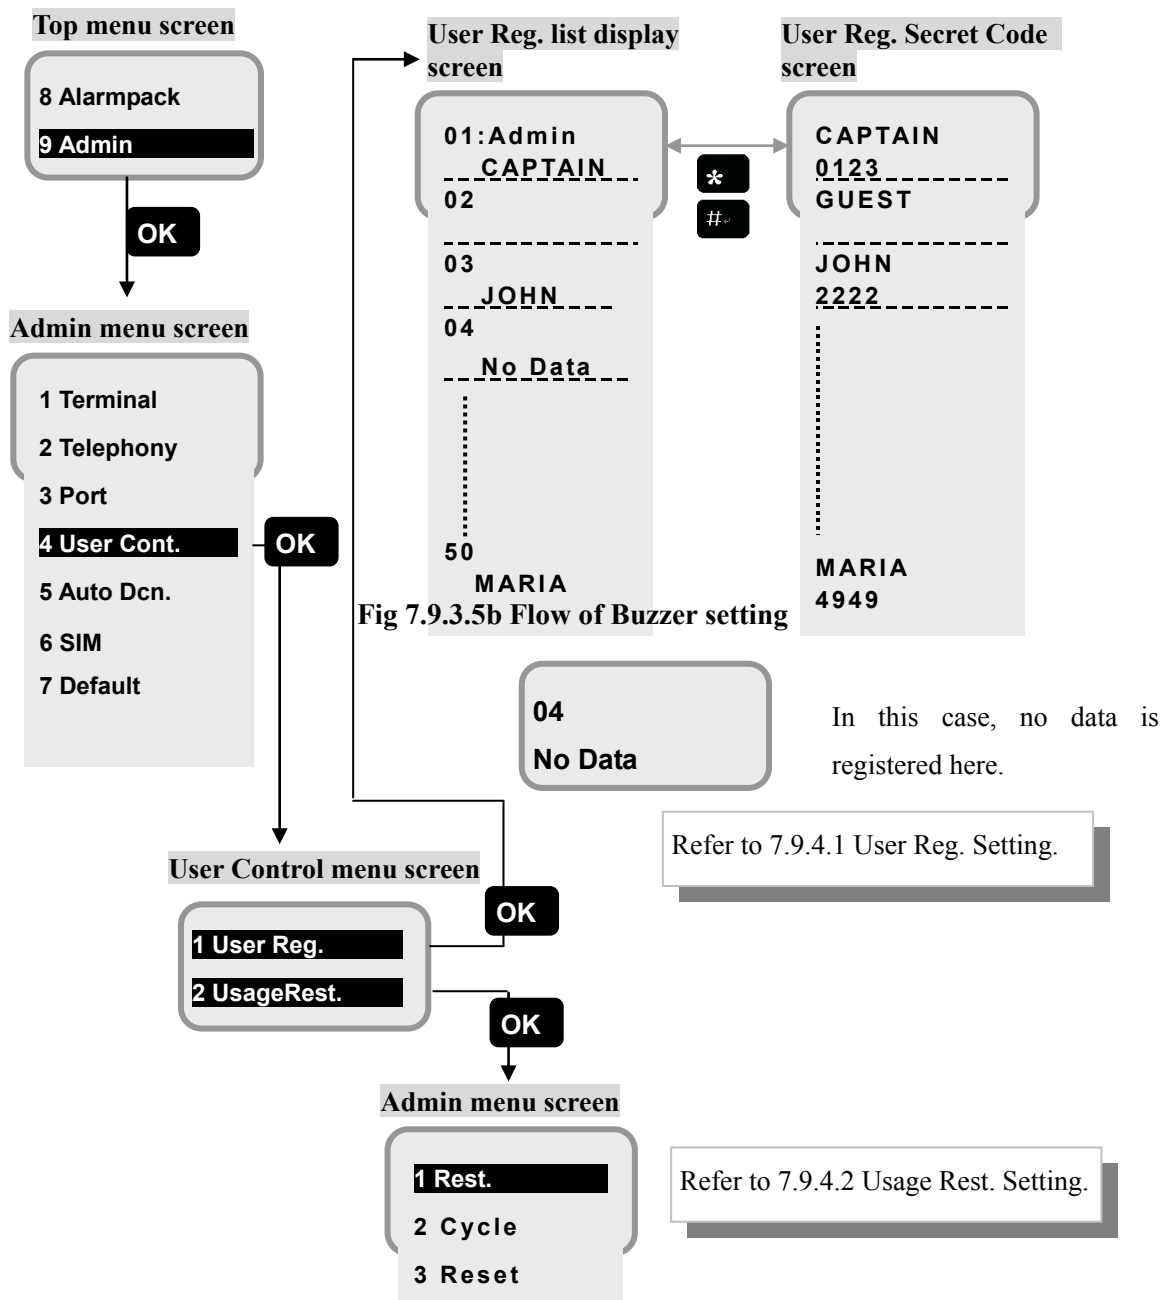 Top menu screen
8 Alarmpack
9 Admin
OK
Admin menu screen
1 Terminal
2 Telephony
3 Port
4 User Cont.
OK
5 Auto Dcn.
6 SIM
7 Default
User Reg. list display
screen
01:Admin
CAPTAIN
02
03
JOHN
04
No Data
50
MARIA
*
#
User Reg. Secret Code
screen
CAPTAIN
0123
GUEST
JOHN
2222
MARIA
4949
Fig 7.9.3.5b Flow of Buzzer setting
04
No Data
In this case, no data is
registered here.
Refer to 7.9.4.1 User Reg. Setting.
User Control menu screen
1 User Reg.
OK
2 UsageRest.
OK
Admin menu screen
1 Rest.
2 Cycle
3 Reset
Refer to 7.9.4.2 Usage Rest. Setting.